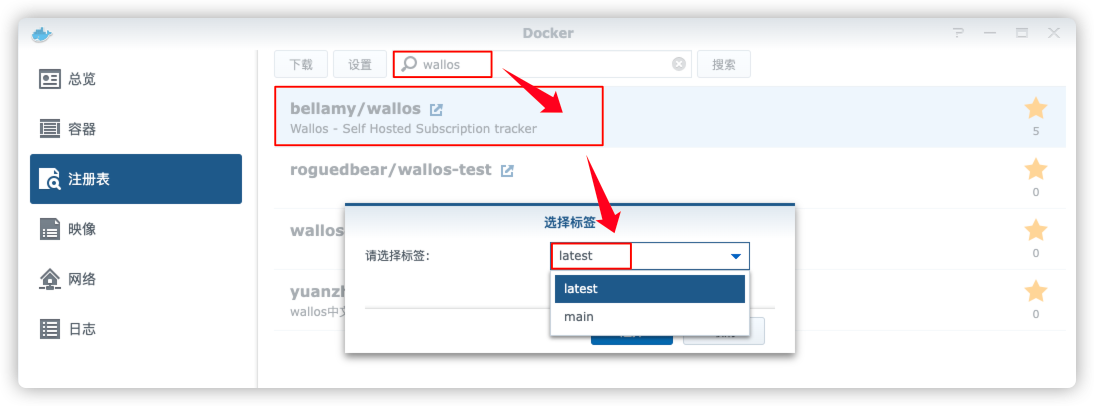 Docker
总览
容器
注册表
映像
网络
日志
下载
设置
wallos
搜索
bellamy/wallos
Wallos - Self Hosted Subscription tracker
5
roguedbear/wallos-test
0
wallos
0
yuanzh
wallos中文
0
选择标签
请选择标签:
latest
latest
main